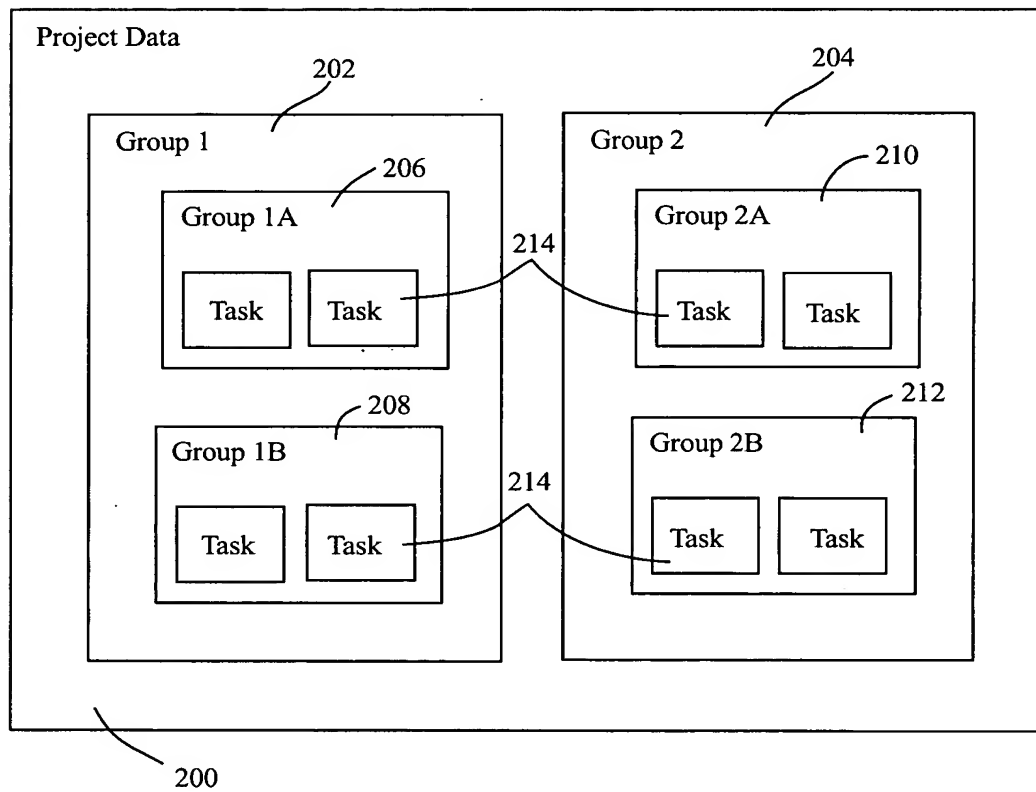 Project Data
202
204
Group 1
Group 2
206
210
Group 1A
Group 2A
214
Task
Task
Task
Task
208
212
Group 1B
Group 2B
214
Task
Task
Task
Task
200